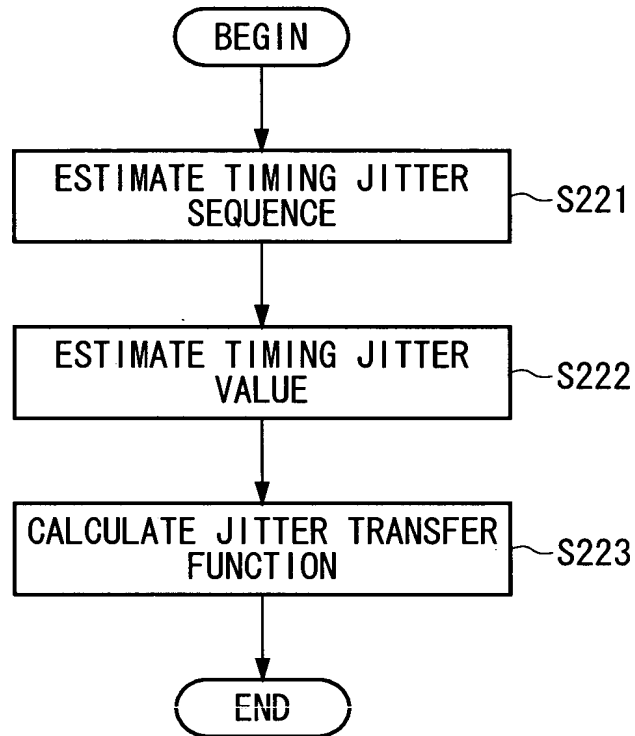 BEGIN
ESTIMATE TIMING JITTER
SEQUENCE
S221
ESTIMATE TIMING JITTER
VALUE
S222
CALCULATE JITTER TRANSFER
FUNCTION
S223
END